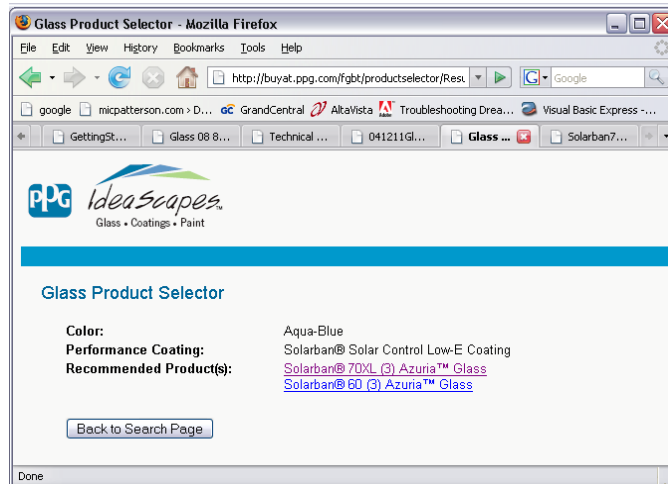 Glass Product Selector - Mozilla Firefox
File Edit View History Bookmarks Tools Help
http://buyat.ppg.com/fgbt/productselector/Resu G Google
google micpatterson.com > D... GC GrandCentral AltaVista Troubleshooting Drea... Visual Basic Express -...
GettingSt... Glass 08 8... Technical ... 041211Gl... Glass ... Solarban7...
PPG IdeaScapes™
Glass • Coatings • Paint
Glass Product Selector
Color: Aqua-Blue
Performance Coating: Solarban® Solar Control Low-E Coating
Recommended Product(s): Solarban® 70XL (3) Azuria™ Glass
Solarban® 60 (3) Azuria™ Glass
Back to Search Page
Done